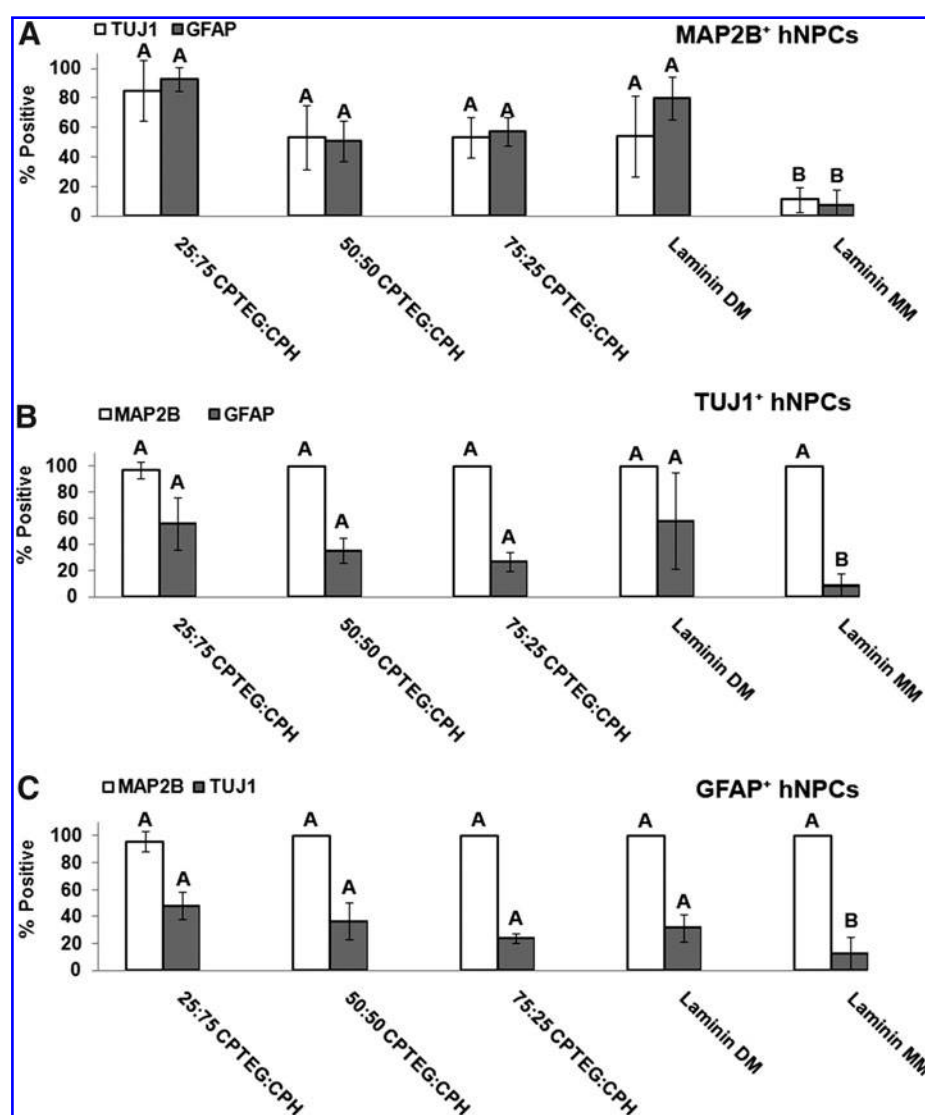 A
TUJ1 GFAP
MAP2B⁺ hNPCs
A A A A A A A A B B
% Positive
100
80
60
40
20
0
25:75 CPTEG:CPH
50:50 CPTEG:CPH
75:25 CPTEG:CPH
Laminin DM
Laminin MM
B
MAP2B GFAP
TUJ1⁺ hNPCs
A A A A A A A A A B
% Positive
100
80
60
40
20
0
25:75 CPTEG:CPH
50:50 CPTEG:CPH
75:25 CPTEG:CPH
Laminin DM
Laminin MM
C
MAP2B TUJ1
GFAP⁺ hNPCs
A A A A A A A A A B
% Positive
100
80
60
40
20
0
25:75 CPTEG:CPH
50:50 CPTEG:CPH
75:25 CPTEG:CPH
Laminin DM
Laminin MM